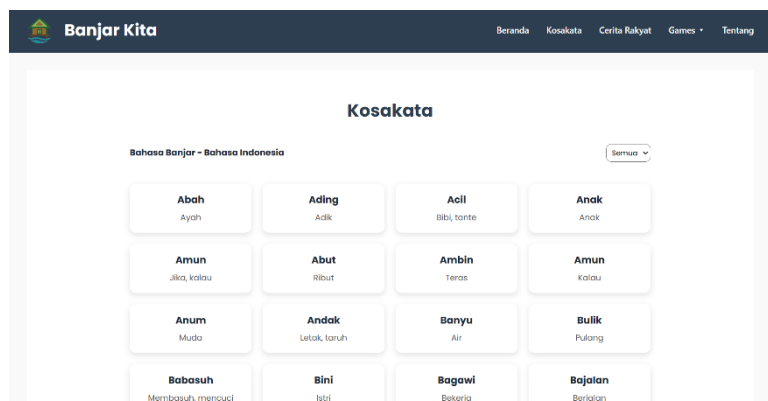 Banjar Kita
Beranda Kosakata Cerita Rakyat Games Tentang
Kosakata
Bahasa Banjar - Bahasa Indonesia
Semua
Abah Ading Acil Anak
Ayah Adik Bibi, tante Anak
Amun Abut Ambin Amun
Jika, kalau Ribut Teras Kalau
Anum Andak Banyu Bulik
Muda Letak, taruh Air Pulang
Babasuh Bini Bagawi Bajalan
Membasuh, mencuci Istri Bekerja Berjalan